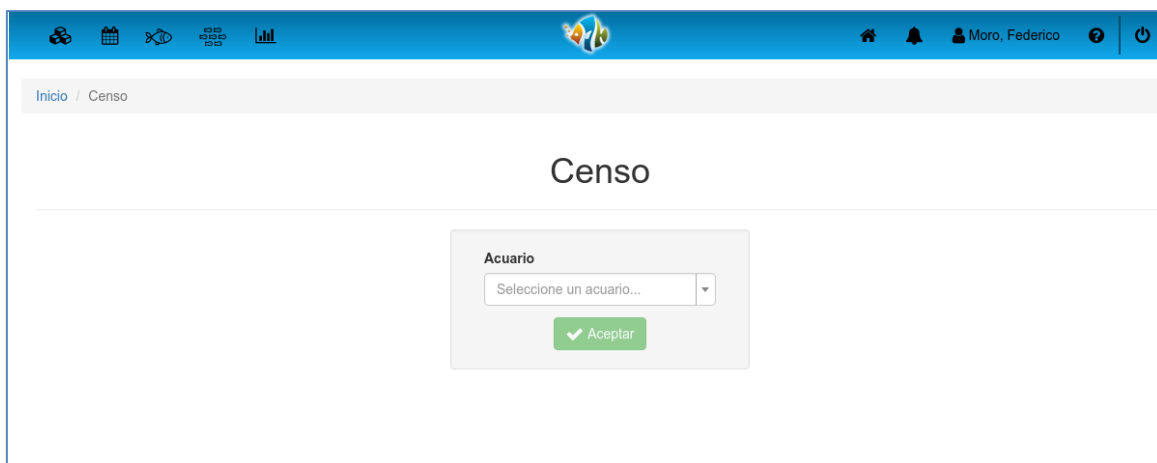 Moro, Federico
Inicio / Censo
Censo
Acuario
Seleccione un acuario...
Aceptar